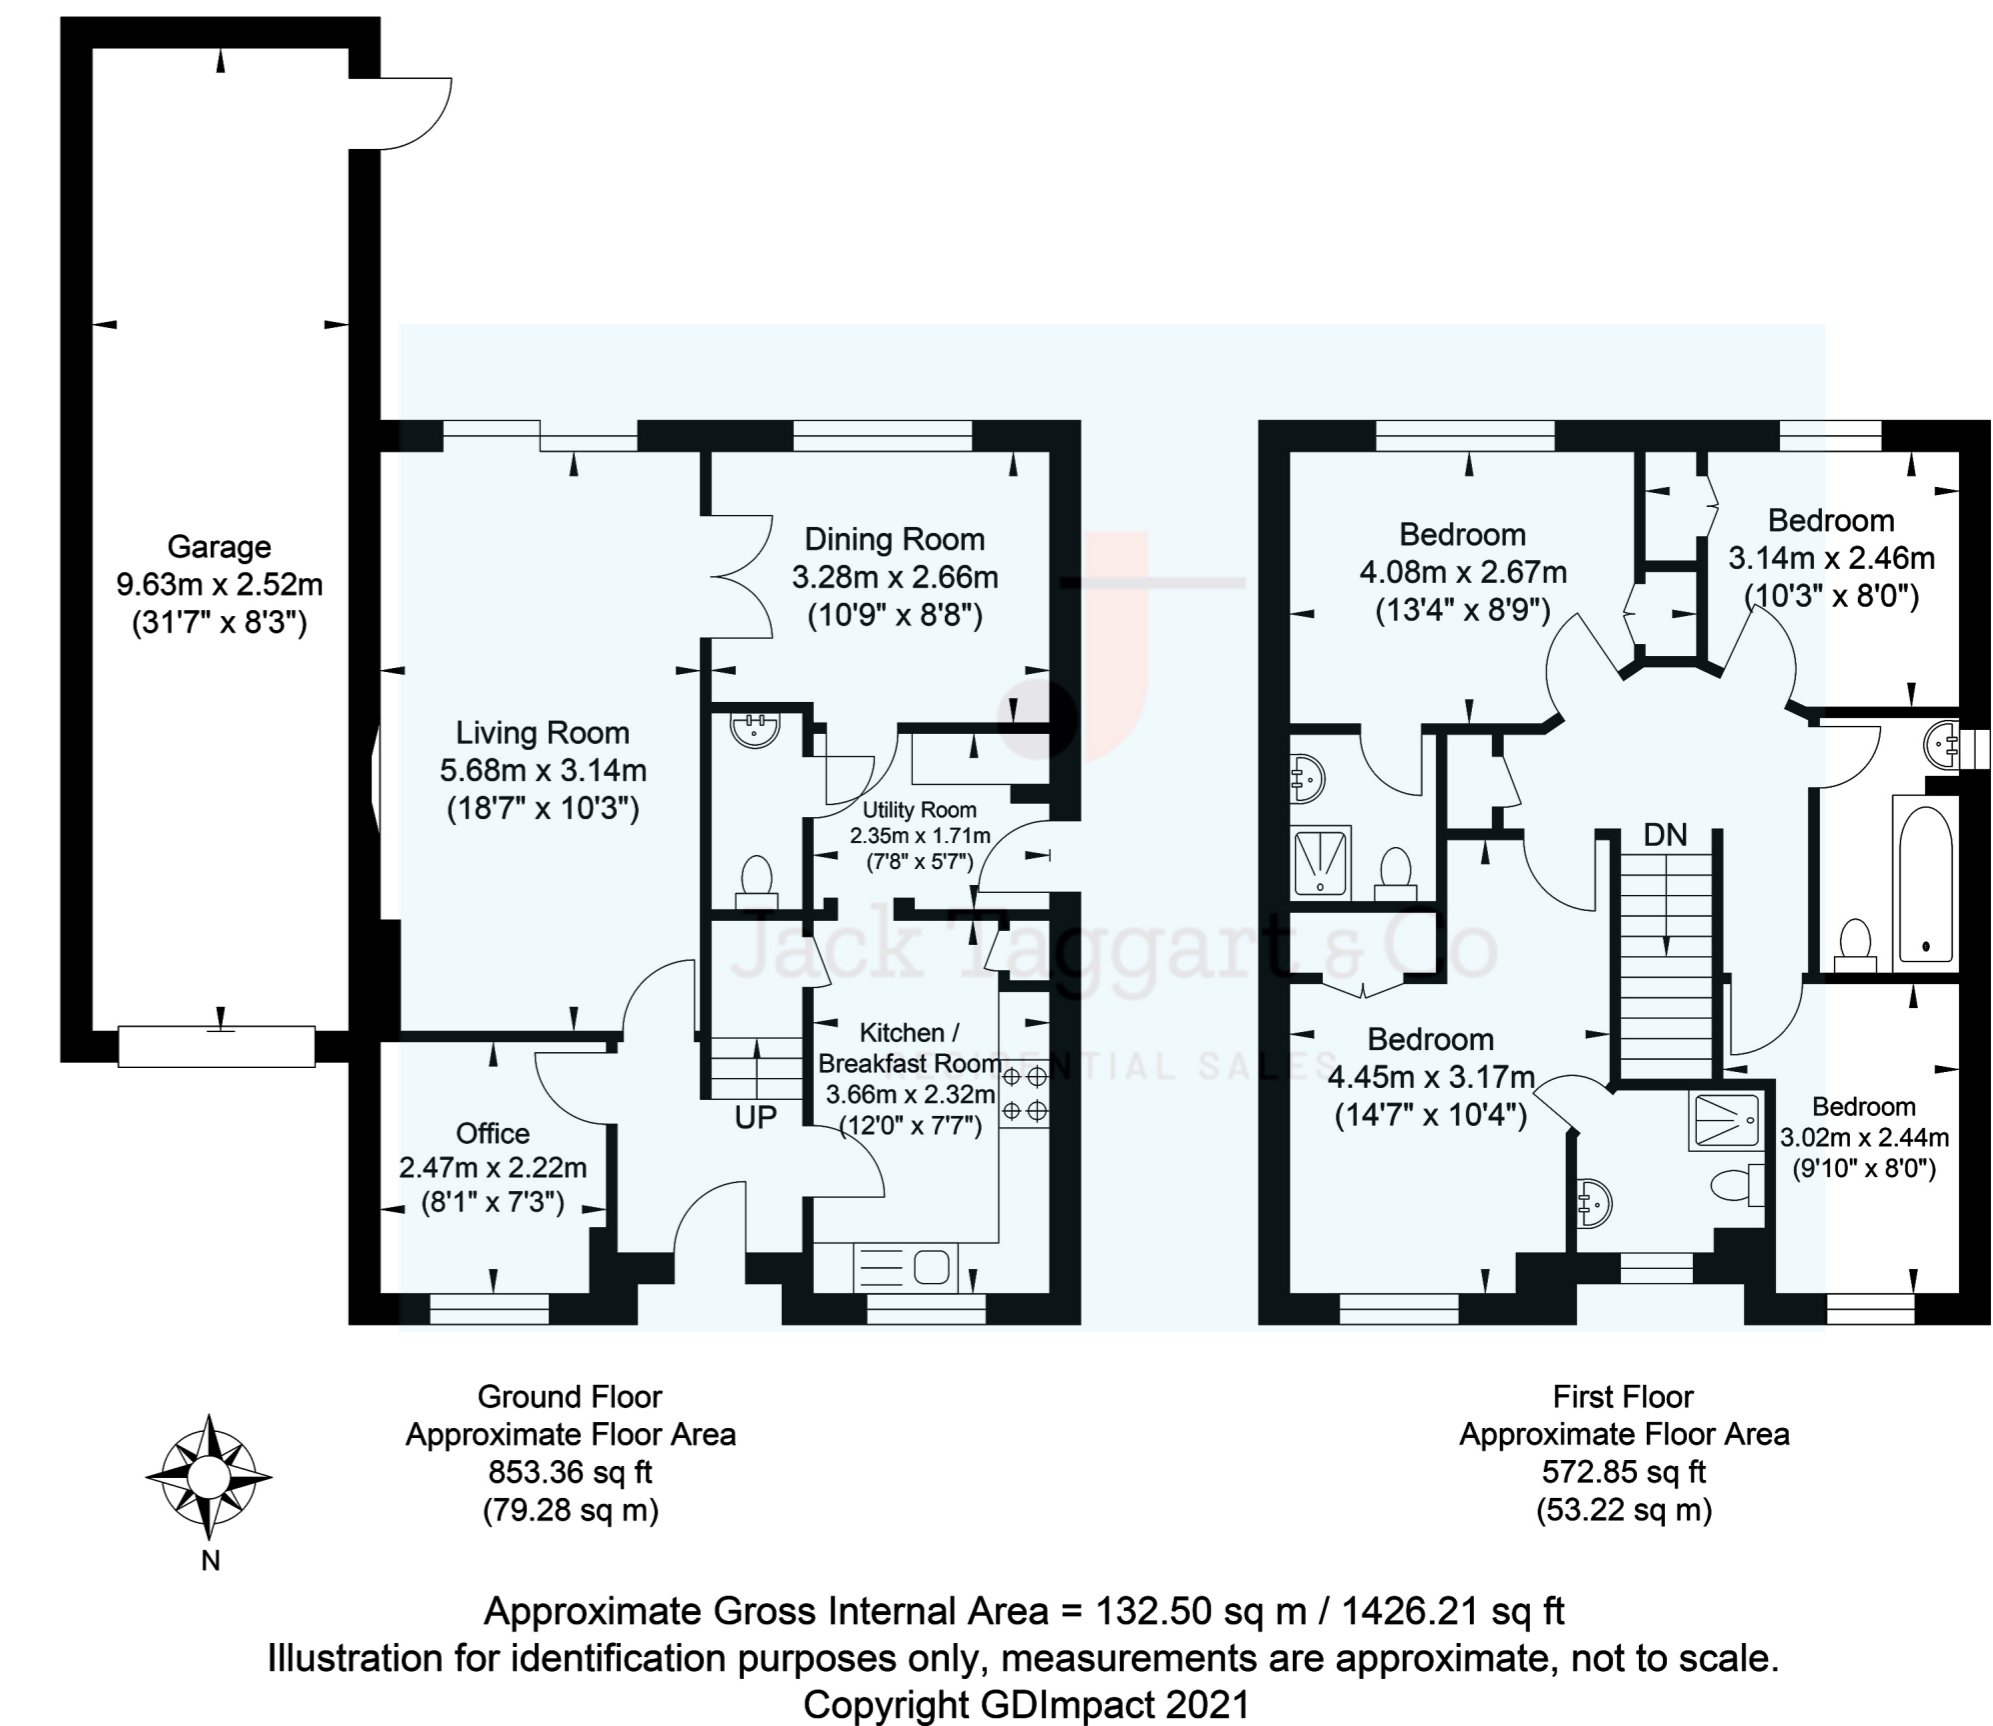 Garage
9.63m x 2.52m
(31'7" x 8'3")
Living Room
5.68m x 3.14m
(18'7" x 10'3")
Dining Room
3.28m x 2.66m
(10'9" x 8'8")
Utility Room
2.35m x 1.71m
(7'8" x 5'7")
Kitchen /
Breakfast Room
3.66m x 2.32m
(12'0" x 7'7")
UP
Office
2.47m x 2.22m
(8'1" x 7'3")
Bedroom
4.08m x 2.67m
(13'4" x 8'9")
Bedroom
3.14m x 2.46m
(10'3" x 8'0")
DN
Bedroom
4.45m x 3.17m
(14'7" x 10'4")
Bedroom
3.02m x 2.44m
(9'10" x 8'0")
Jack Taggart & Co
RESIDENTIAL SALES
Ground Floor
Approximate Floor Area
853.36 sq ft
(79.28 sq m)
First Floor
Approximate Floor Area
572.85 sq ft
(53.22 sq m)
N
Approximate Gross Internal Area = 132.50 sq m / 1426.21 sq ft
Illustration for identification purposes only, measurements are approximate, not to scale.
Copyright GDImpact 2021